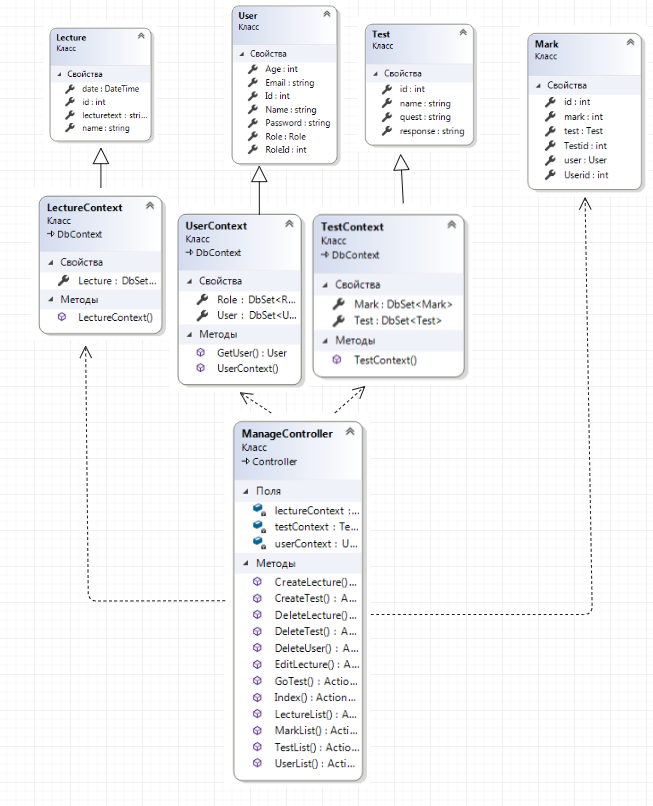 Lecture
Класс
Свойства
date : DateTime
id : int
lecturetext : stri...
name : string
User
Класс
Свойства
Age : int
Email : string
Id : int
Name : string
Password : string
Role : Role
RoleId : int
Test
Класс
Свойства
id : int
name : string
quest : string
response : string
Mark
Класс
Свойства
id : int
mark : int
test : Test
Testid : int
user : User
Userid : int
LectureContext
Класс
DbContext
Свойства
Lecture : DbSet...
Методы
LectureContext()
UserContext
Класс
DbContext
Свойства
Role : DbSet<R...
User : DbSet<U...
Методы
GetUser() : User
UserContext()
TestContext
Класс
DbContext
Свойства
Mark : DbSet<Mark>
Test : DbSet<Test>
Методы
TestContext()
ManageController
Класс
Controller
Поля
lectureContext :...
testContext : Te...
userContext : U...
Методы
CreateLecture()...
CreateTest() : A...
DeleteLecture()...
DeleteTest() : A...
DeleteUser() : A...
EditLecture() : A...
GoTest() : Actio...
Index() : Action...
LectureList() : A...
MarkList() : Acti...
TestList() : Actio...
UserList() : Acti...